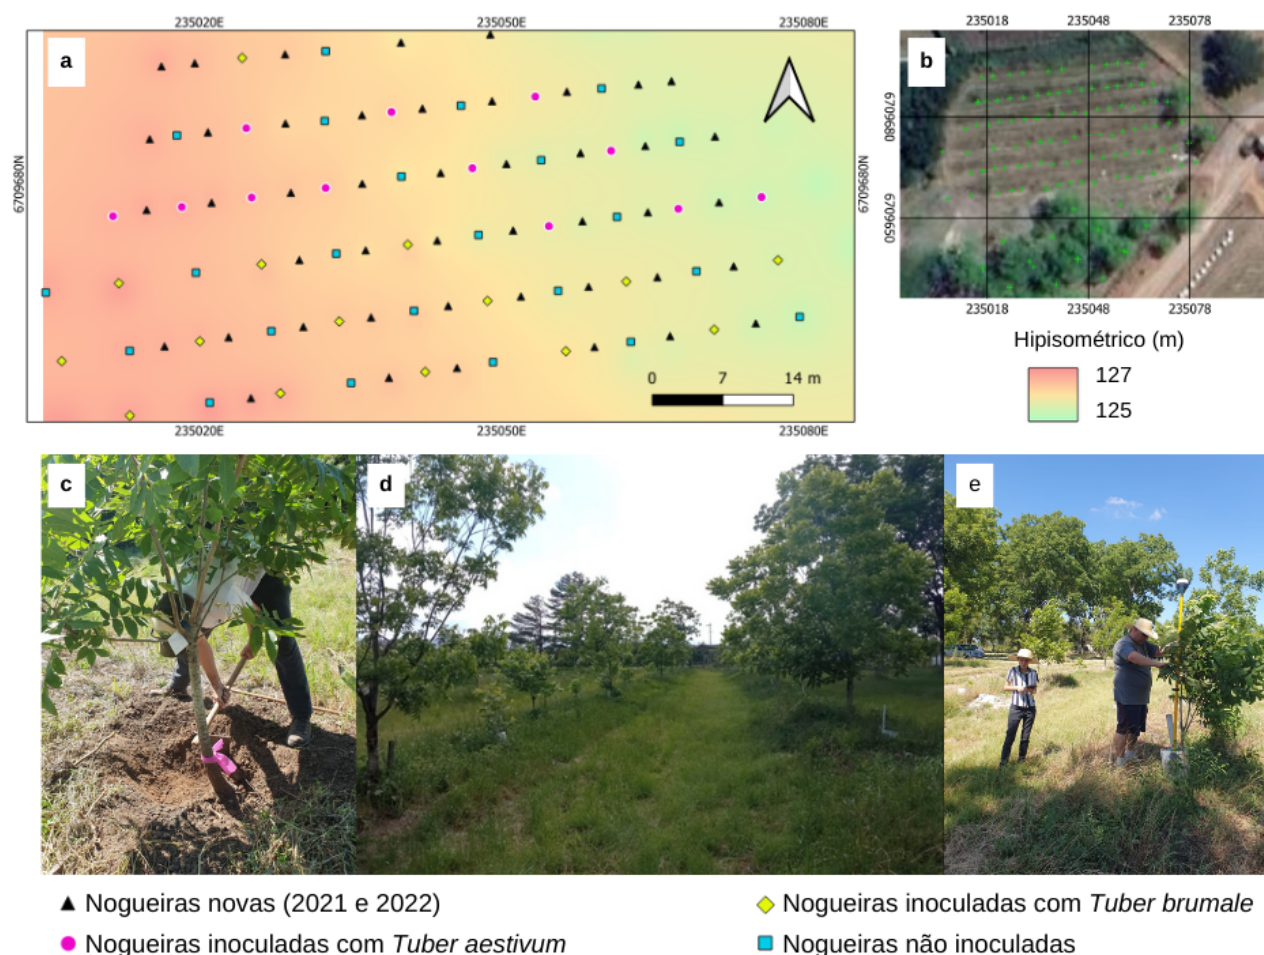 235020E 235050E 235080E
a
6709680N
6709680N
0 7 14 m
235020E 235050E 235080E
235018 235048 235078
b
6709680
6709650
235018 235048 235078
Hipisométrico (m)
127
125
c
d
e
Nogueiras novas (2021 e 2022)
Nogueiras inoculadas com Tuber brumale
Nogueiras inoculadas com Tuber aestivum
Nogueiras não inoculadas